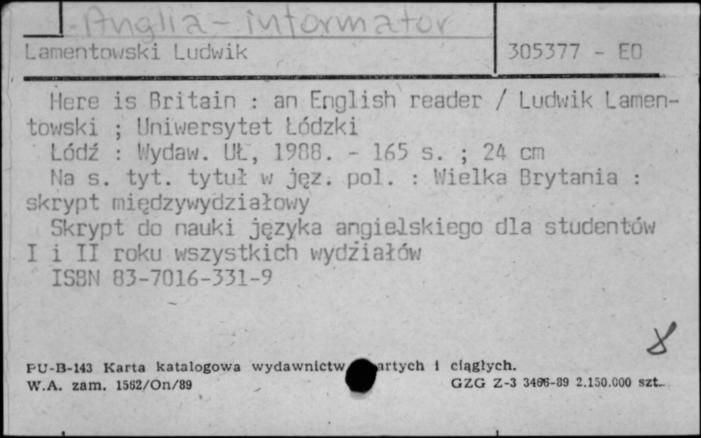 Anglia - informator
Lamentowski Ludwik 305377 - EO
Here is Britain : an English reader / Ludwik Lamen-
towski ; Uniwersytet Łódzki
Łódź : Wydaw. UŁ, 1988. - 165 s. ; 24 cm
Na s. tyt. tytuł w jęz. pol. : Wielka Brytania :
skrypt międzywydziałowy
Skrypt do nauki języka angielskiego dla studentów
I i II roku wszystkich wydziałów
ISBN 83-7016-331-9
PU-B-143 Karta katalogowa wydawnictw artych i ciągłych.
W.A. zam. 1562/On/89 GZG Z-3 3466-89 2.150.000 szt.